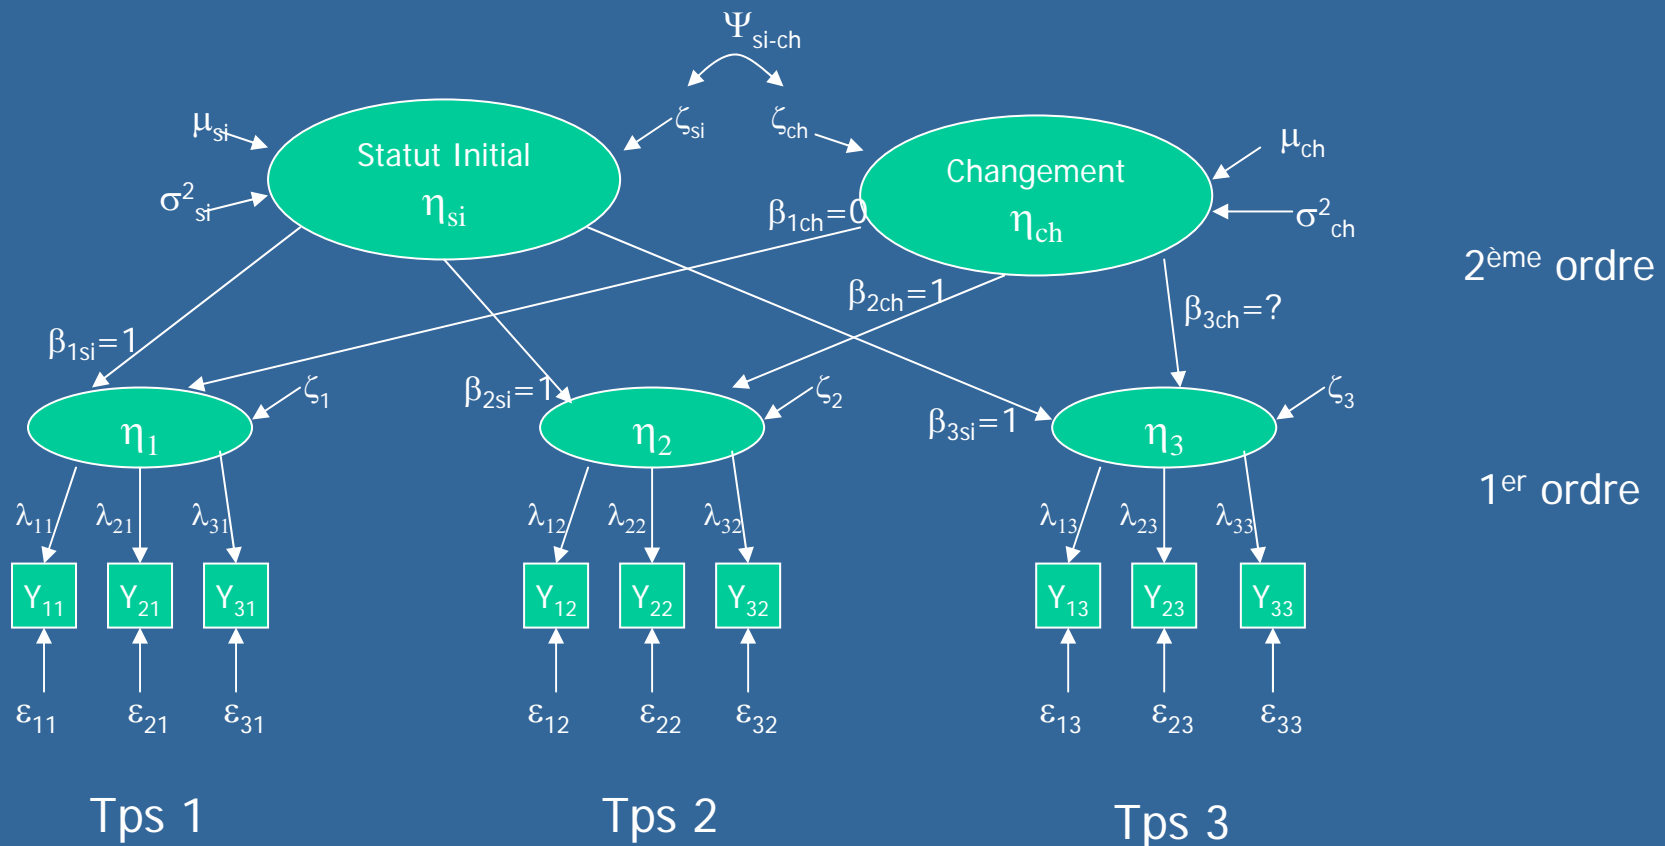 Ψsi-ch
μsi
ζsi
ζch
μch
Statut Initial
Changement
σ²si
ηsi
β1ch=0
ηch
σ²ch
2ème ordre
β2ch=1
β3ch=?
β1si=1
β2si=1
β3si=1
ζ1
ζ2
ζ3
η1
η2
η3
1er ordre
λ11 λ21 λ31
λ12 λ22 λ32
λ13 λ23 λ33
Y11 Y21 Y31
Y12 Y22 Y32
Y13 Y23 Y33
ε11 ε21 ε31
ε12 ε22 ε32
ε13 ε23 ε33
Tps 1
Tps 2
Tps 3